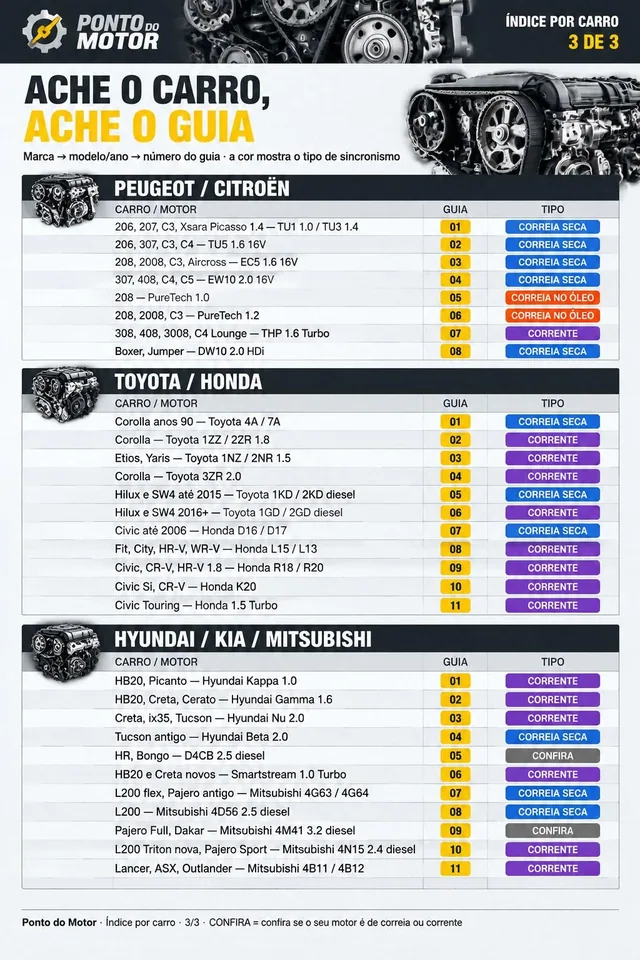 PONTO DO
MOTOR
ÍNDICE POR CARRO
3 DE 3
ACHE O CARRO,
ACHE O GUIA
Marca → modelo/ano → número do guia · a cor mostra o tipo de sincronismo
PEUGEOT / CITROËN
CARRO / MOTOR GUIA TIPO
206, 207, C3, Xsara Picasso 1.4 — TU1 1.0 / TU3 1.4 01 CORREIA SECA
206, 307, C3, C4 — TU5 1.6 16V 02 CORREIA SECA
208, 2008, C3, Aircross — EC5 1.6 16V 03 CORREIA SECA
307, 408, C4, C5 — EW10 2.0 16V 04 CORREIA SECA
208 — PureTech 1.0 05 CORREIA NO ÓLEO
208, 2008, C3 — PureTech 1.2 06 CORREIA NO ÓLEO
308, 408, 3008, C4 Lounge — THP 1.6 Turbo 07 CORRENTE
Boxer, Jumper — DW10 2.0 HDi 08 CORREIA SECA
TOYOTA / HONDA
CARRO / MOTOR GUIA TIPO
Corolla anos 90 — Toyota 4A / 7A 01 CORREIA SECA
Corolla — Toyota 1ZZ / 2ZR 1.8 02 CORRENTE
Etios, Yaris — Toyota 1NZ / 2NR 1.5 03 CORRENTE
Corolla — Toyota 3ZR 2.0 04 CORRENTE
Hilux e SW4 até 2015 — Toyota 1KD / 2KD diesel 05 CORREIA SECA
Hilux e SW4 2016+ — Toyota 1GD / 2GD diesel 06 CORRENTE
Civic até 2006 — Honda D16 / D17 07 CORREIA SECA
Fit, City, HR-V, WR-V — Honda L15 / L13 08 CORRENTE
Civic, CR-V, HR-V 1.8 — Honda R18 / R20 09 CORRENTE
Civic Si, CR-V — Honda K20 10 CORRENTE
Civic Touring — Honda 1.5 Turbo 11 CORRENTE
HYUNDAI / KIA / MITSUBISHI
CARRO / MOTOR GUIA TIPO
HB20, Picanto — Hyundai Kappa 1.0 01 CORRENTE
HB20, Creta, Cerato — Hyundai Gamma 1.6 02 CORRENTE
Creta, ix35, Tucson — Hyundai Nu 2.0 03 CORRENTE
Tucson antigo — Hyundai Beta 2.0 04 CORREIA SECA
HR, Bongo — D4CB 2.5 diesel 05 CONFIRA
HB20 e Creta novos — Smartstream 1.0 Turbo 06 CORRENTE
L200 flex, Pajero antigo — Mitsubishi 4G63 / 4G64 07 CORREIA SECA
L200 — Mitsubishi 4D56 2.5 diesel 08 CORREIA SECA
Pajero Full, Dakar — Mitsubishi 4M41 3.2 diesel 09 CONFIRA
L200 Triton nova, Pajero Sport — Mitsubishi 4N15 2.4 diesel 10 CORRENTE
Lancer, ASX, Outlander — Mitsubishi 4B11 / 4B12 11 CORRENTE
Ponto do Motor · Índice por carro · 3/3 · CONFIRA = confira se o seu motor é de correia ou corrente